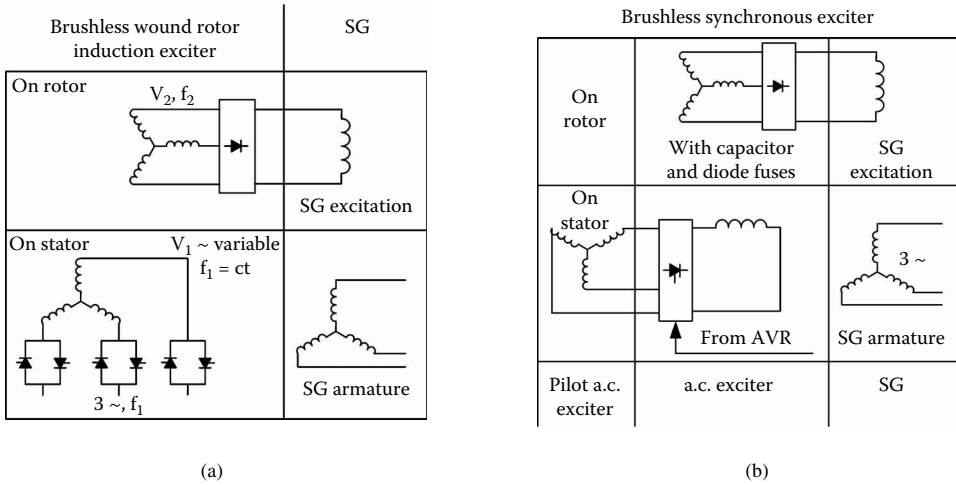 Brushless wound rotor
induction exciter
SG
On rotor
V2, f2
SG excitation
On stator
V1 ~ variable
f1 = ct
3 ~, f1
SG armature
(a)
Brushless synchronous exciter
On
rotor
With capacitor
and diode fuses
SG
excitation
On
stator
From AVR
3 ~
SG armature
Pilot a.c.
exciter
a.c. exciter
SG
(b)